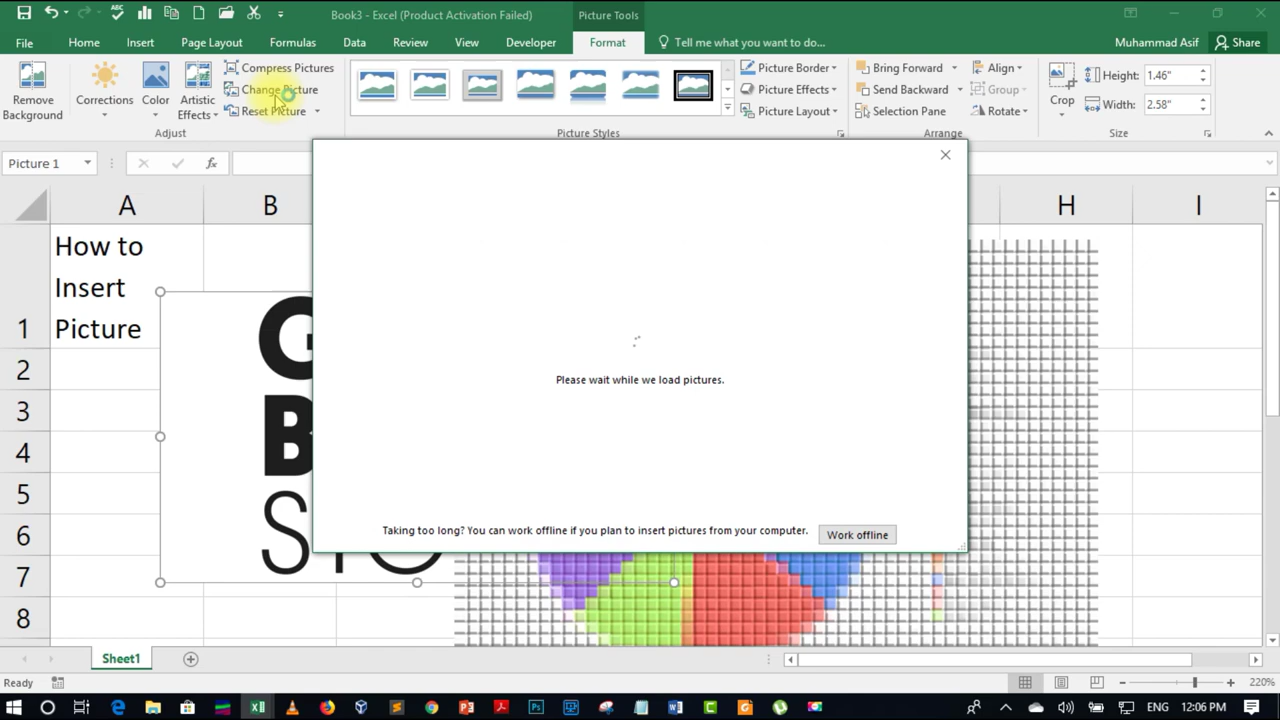 Book3 - Excel (Product Activation Failed)
Picture Tools
File Home Insert Page Layout Formulas Data Review View Developer Format Tell me what you want to do... Muhammad Asif Share
Remove Background
Corrections
Color
Artistic Effects
Compress Pictures
Change Picture
Reset Picture
Adjust
Picture Border
Picture Effects
Picture Layout
Picture Styles
Bring Forward
Send Backward
Selection Pane
Align
Group
Rotate
Arrange
Crop
Height: 1.46"
Width: 2.58"
Size
Picture 1
fx
A B H I
How to
Insert
1 Picture
2
3
4
5
6
7
8
G
B
STO
Please wait while we load pictures.
Taking too long? You can work offline if you plan to insert pictures from your computer. Work offline
Sheet1
Ready 220%
ENG 12:06 PM